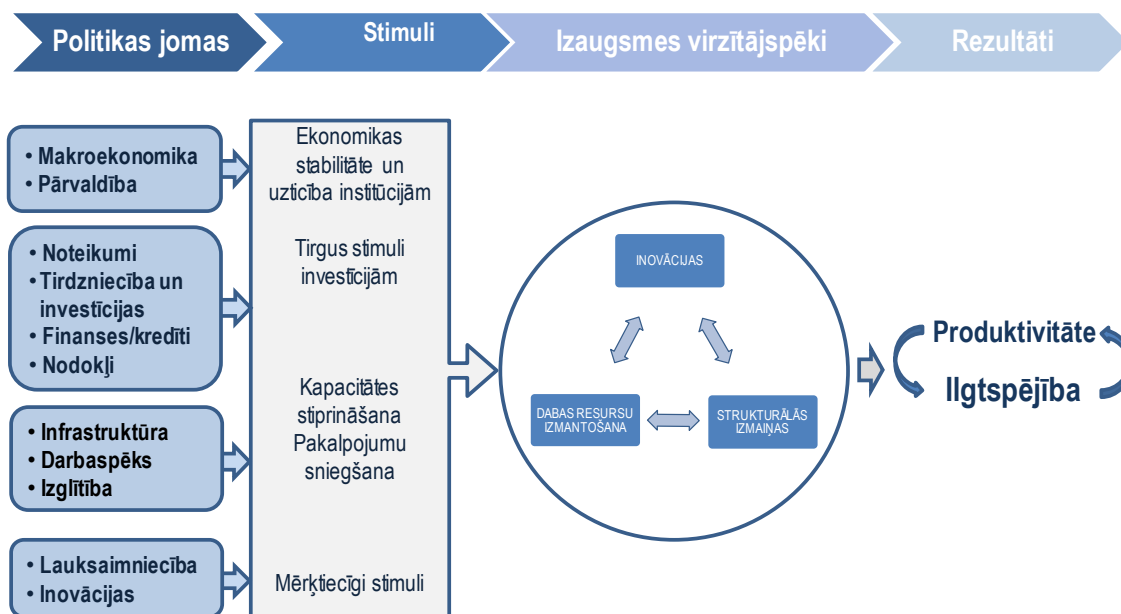 Politikas jomas
Stimuli
Izaugsmes virzītājspēki
Rezultāti
• Makroekonomika
• Pārvaldība
• Noteikumi
• Tirdzniecība un
investīcijas
• Finanses/kredīti
• Nodokļi
• Infrastruktūra
• Darbaspēks
• Izglītība
• Lauksaimniecība
• Inovācijas
Ekonomikas
stabilitāte un
uzticība institūcijām
Tirgus stimuli
investīcijām
Kapacitātes
stiprināšana
Pakalpojumu
sniegšana
Mērķtiecīgi stimuli
INOVĀCIJAS
DABAS RESURSU
IZMANTOŠANA
STRUKTURĀLĀS
IZMAIŅAS
Produktivitāte
Ilgtspējība